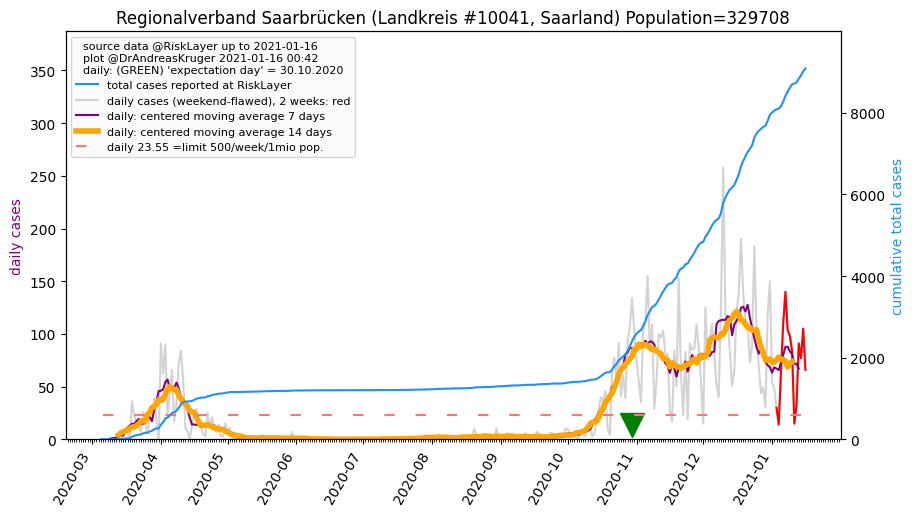 Regionalverband Saarbrücken (Landkreis #10041, Saarland) Population=329708
source data @RiskLayer up to 2021-01-16
plot @DrAndreasKruger 2021-01-16 00:42
daily: (GREEN) 'expectation day' = 30.10.2020
total cases reported at RiskLayer
daily cases (weekend-flawed), 2 weeks: red
daily: centered moving average 7 days
daily: centered moving average 14 days
daily 23.55 =limit 500/week/1mio pop.
daily cases
350
300
250
200
150
100
50
0
cumulative total cases
8000
6000
4000
2000
0
2020-03
2020-04
2020-05
2020-06
2020-07
2020-08
2020-09
2020-10
2020-11
2020-12
2021-01